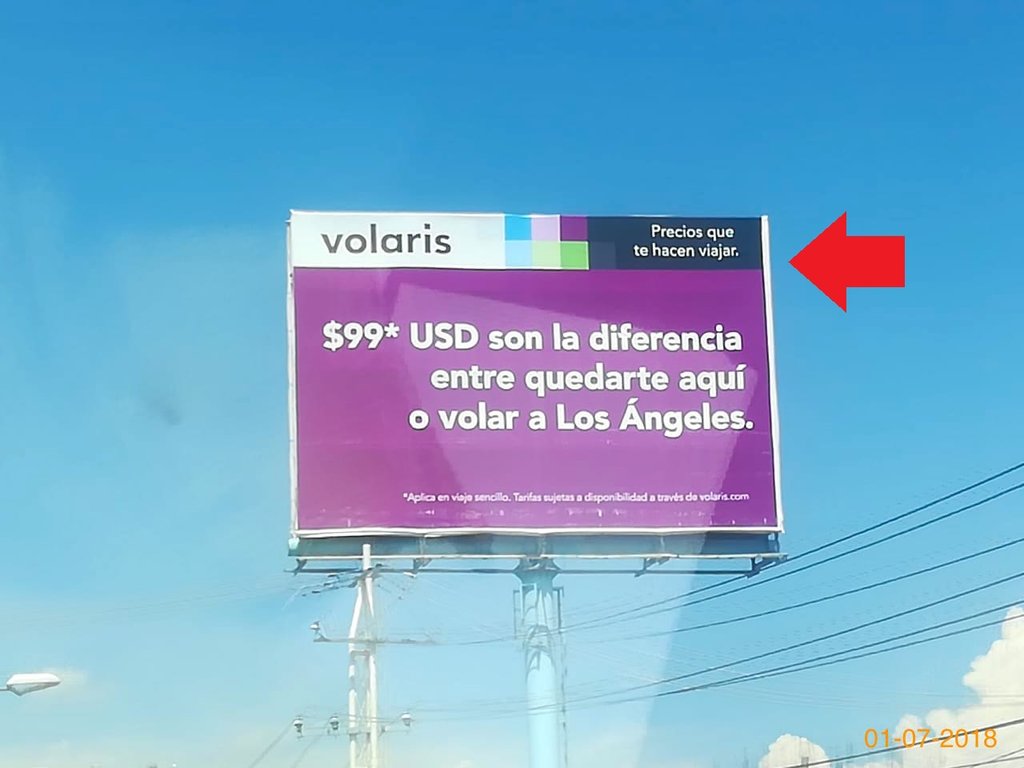 volaris
Precios que
te hacen viajar.
$99* USD son la diferencia
entre quedarte aquí
o volar a Los Ángeles.
*Aplica en viaje sencillo. Tarifas sujetas a disponibilidad a través de volaris.com
01-07-2018